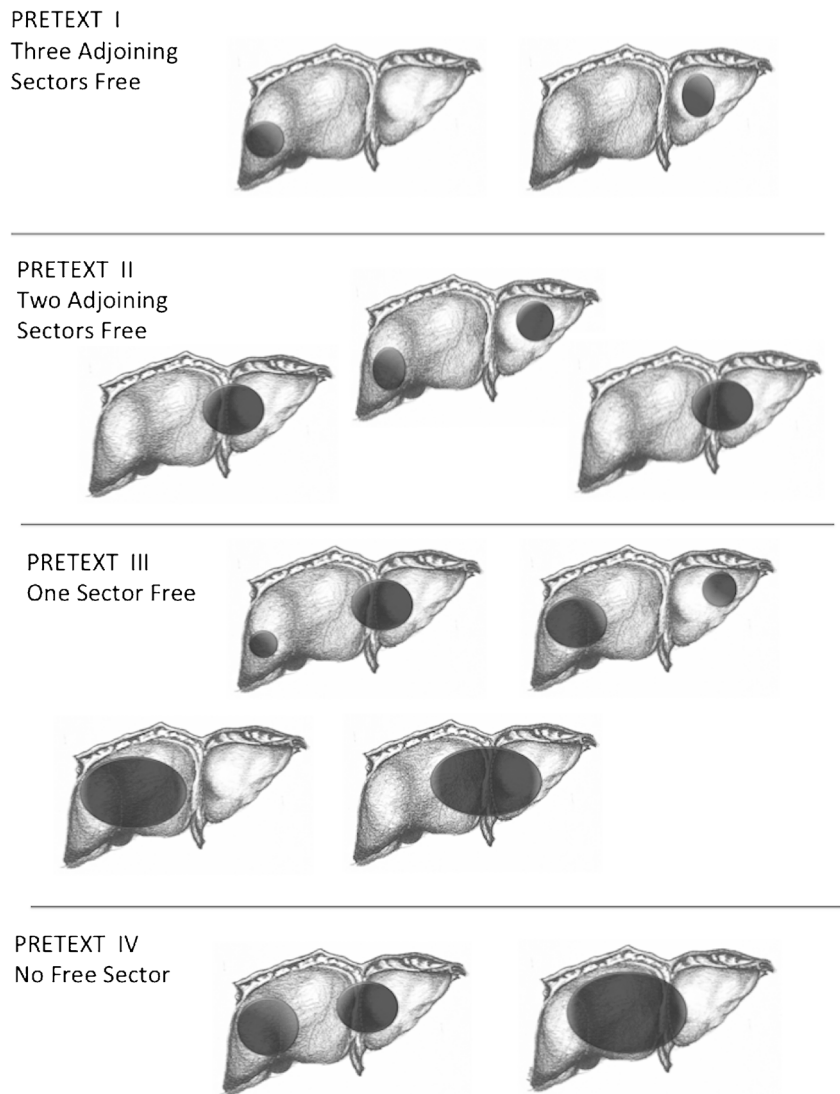 PRETEXT I
Three Adjoining
Sectors Free
PRETEXT II
Two Adjoining
Sectors Free
PRETEXT III
One Sector Free
PRETEXT IV
No Free Sector